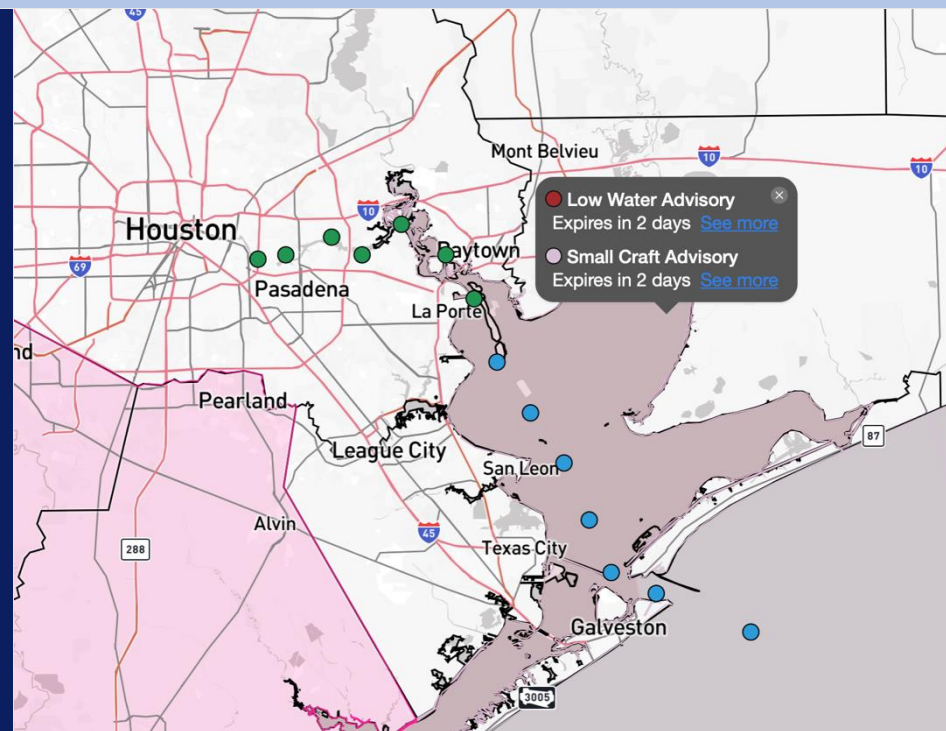 45
Mont Belvieu
10
10
Low Water Advisory
Expires in 2 days See more
Small Craft Advisory
Expires in 2 days See more
10
Houston
69
Baytown
Pasadena
La Porte
nd
Pearland
League City
87
San Leon
Alvin
45
288
Texas City
Galveston
3005